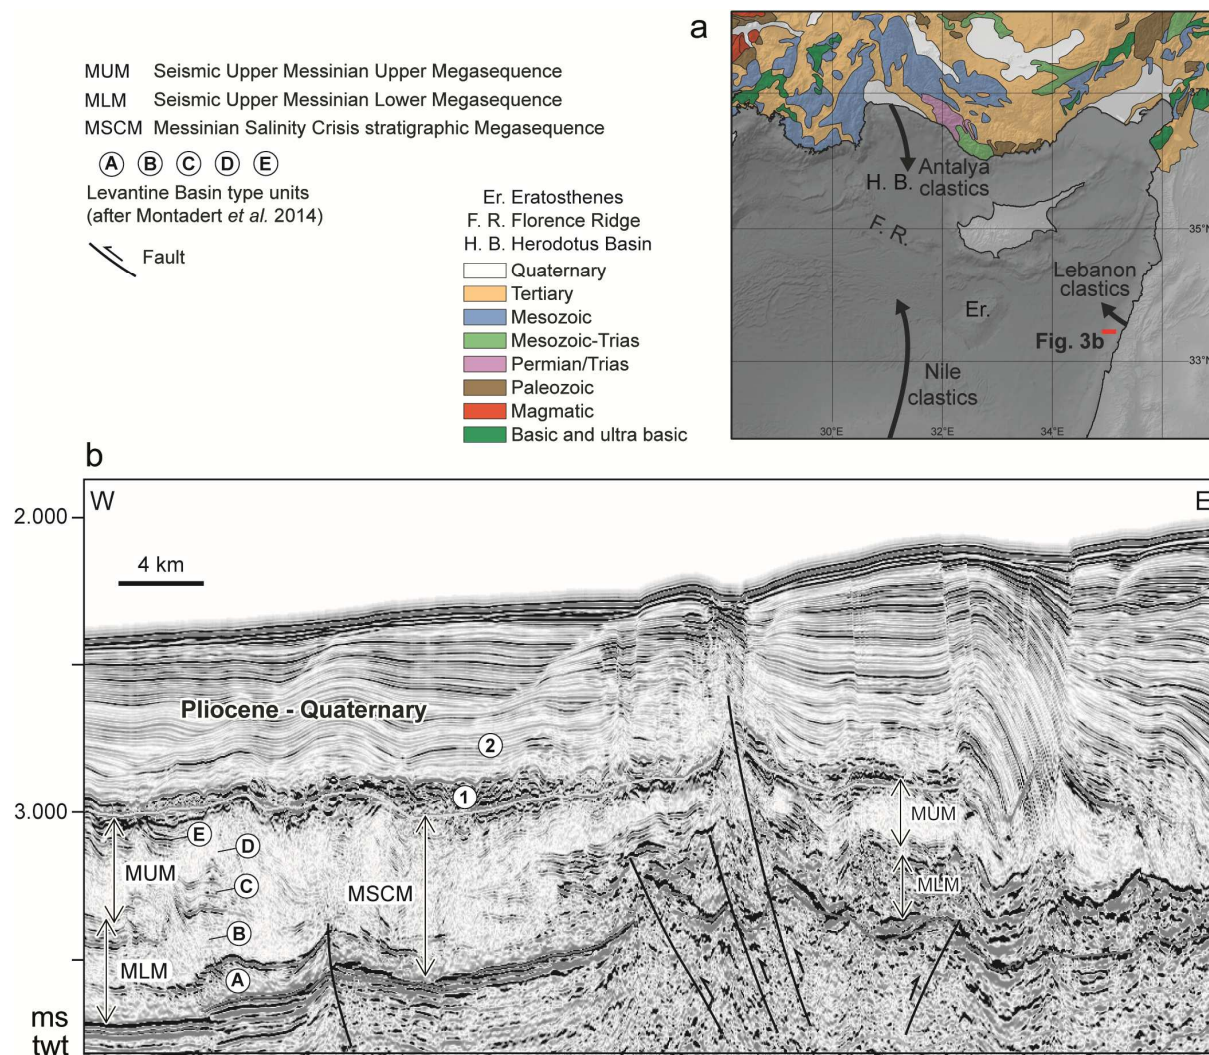 a
MUM Seismic Upper Messinian Upper Megasequence
MLM Seismic Upper Messinian Lower Megasequence
MSCM Messinian Salinity Crisis stratigraphic Megasequence
A B C D E
Levantine Basin type units
(after Montadert et al. 2014)
Fault
Er. Eratosthenes
F. R. Florence Ridge
H. B. Herodotus Basin
Quaternary
Tertiary
Mesozoic
Mesozoic-Trias
Permian/Trias
Paleozoic
Magmatic
Basic and ultra basic
Antalya
clastics
H. B.
F. R.
35°N
Lebanon
clastics
Er.
Fig. 3b
33°N
Nile
clastics
30°E 32°E 34°E
b
W E
2.000
4 km
Pliocene - Quaternary
2
1
3.000
E
D
MUM
C
MSCM
B
MLM
A
MUM
MLM
ms
twt